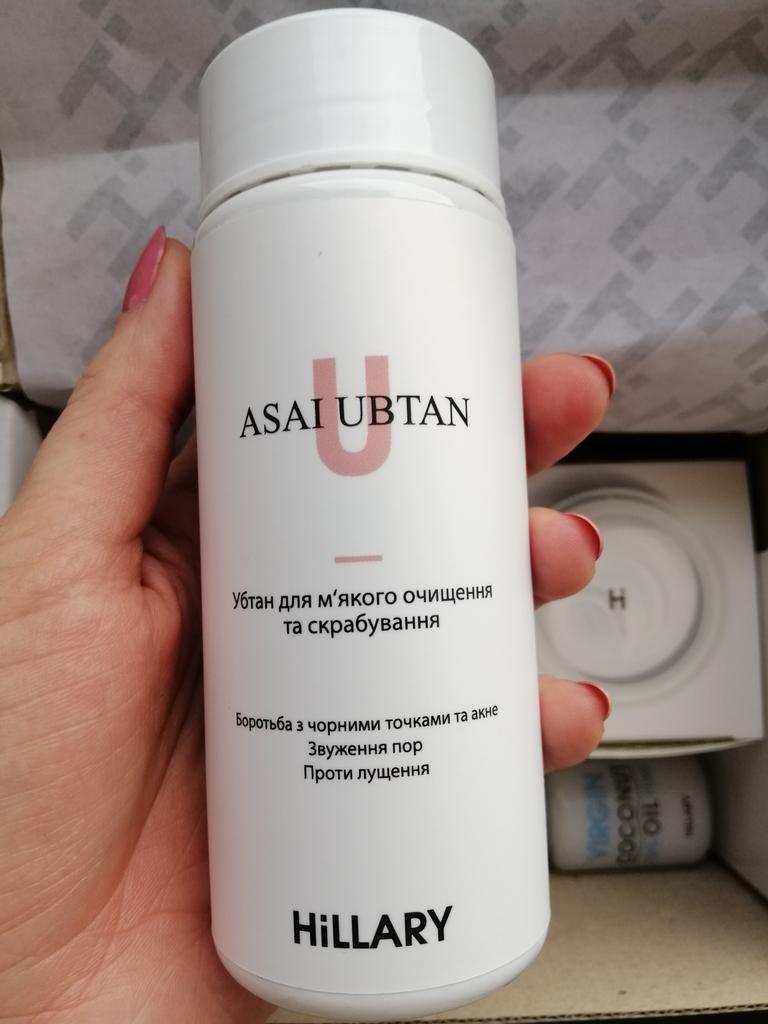 U
ASAI UBTAN
Убтан для м‘якого очищення
та скрабування
Боротьба з чорними точками та акне
Звуження пор
Проти лущення
HiLLARY
H
VIRGIN
COCONUT
OIL
HiLLARY